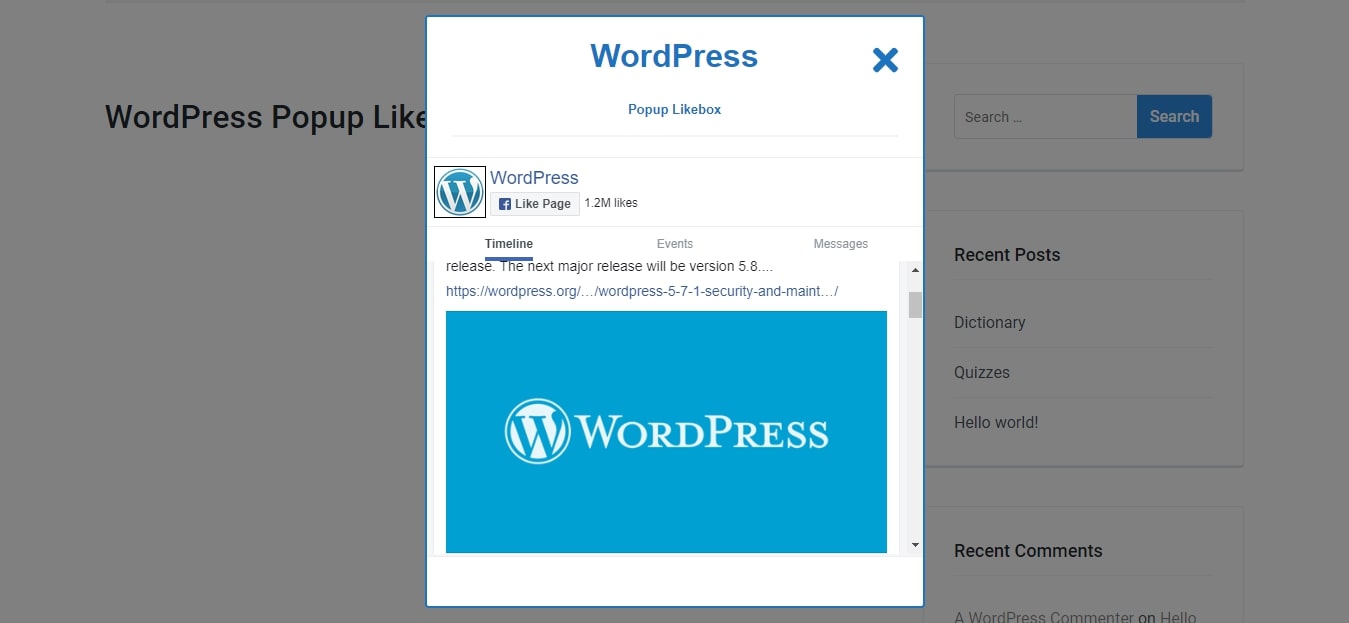 WordPress
Popup Likebox
WordPress Popup Like
Search ...
Search
WordPress
Like Page
1.2M likes
Timeline
Events
Messages
release. The next major release will be version 5.8....
https://wordpress.org/…/wordpress-5-7-1-security-and-maint…/
WORDPRESS
Recent Posts
Dictionary
Quizzes
Hello world!
Recent Comments
A WordPress Commenter on Hello